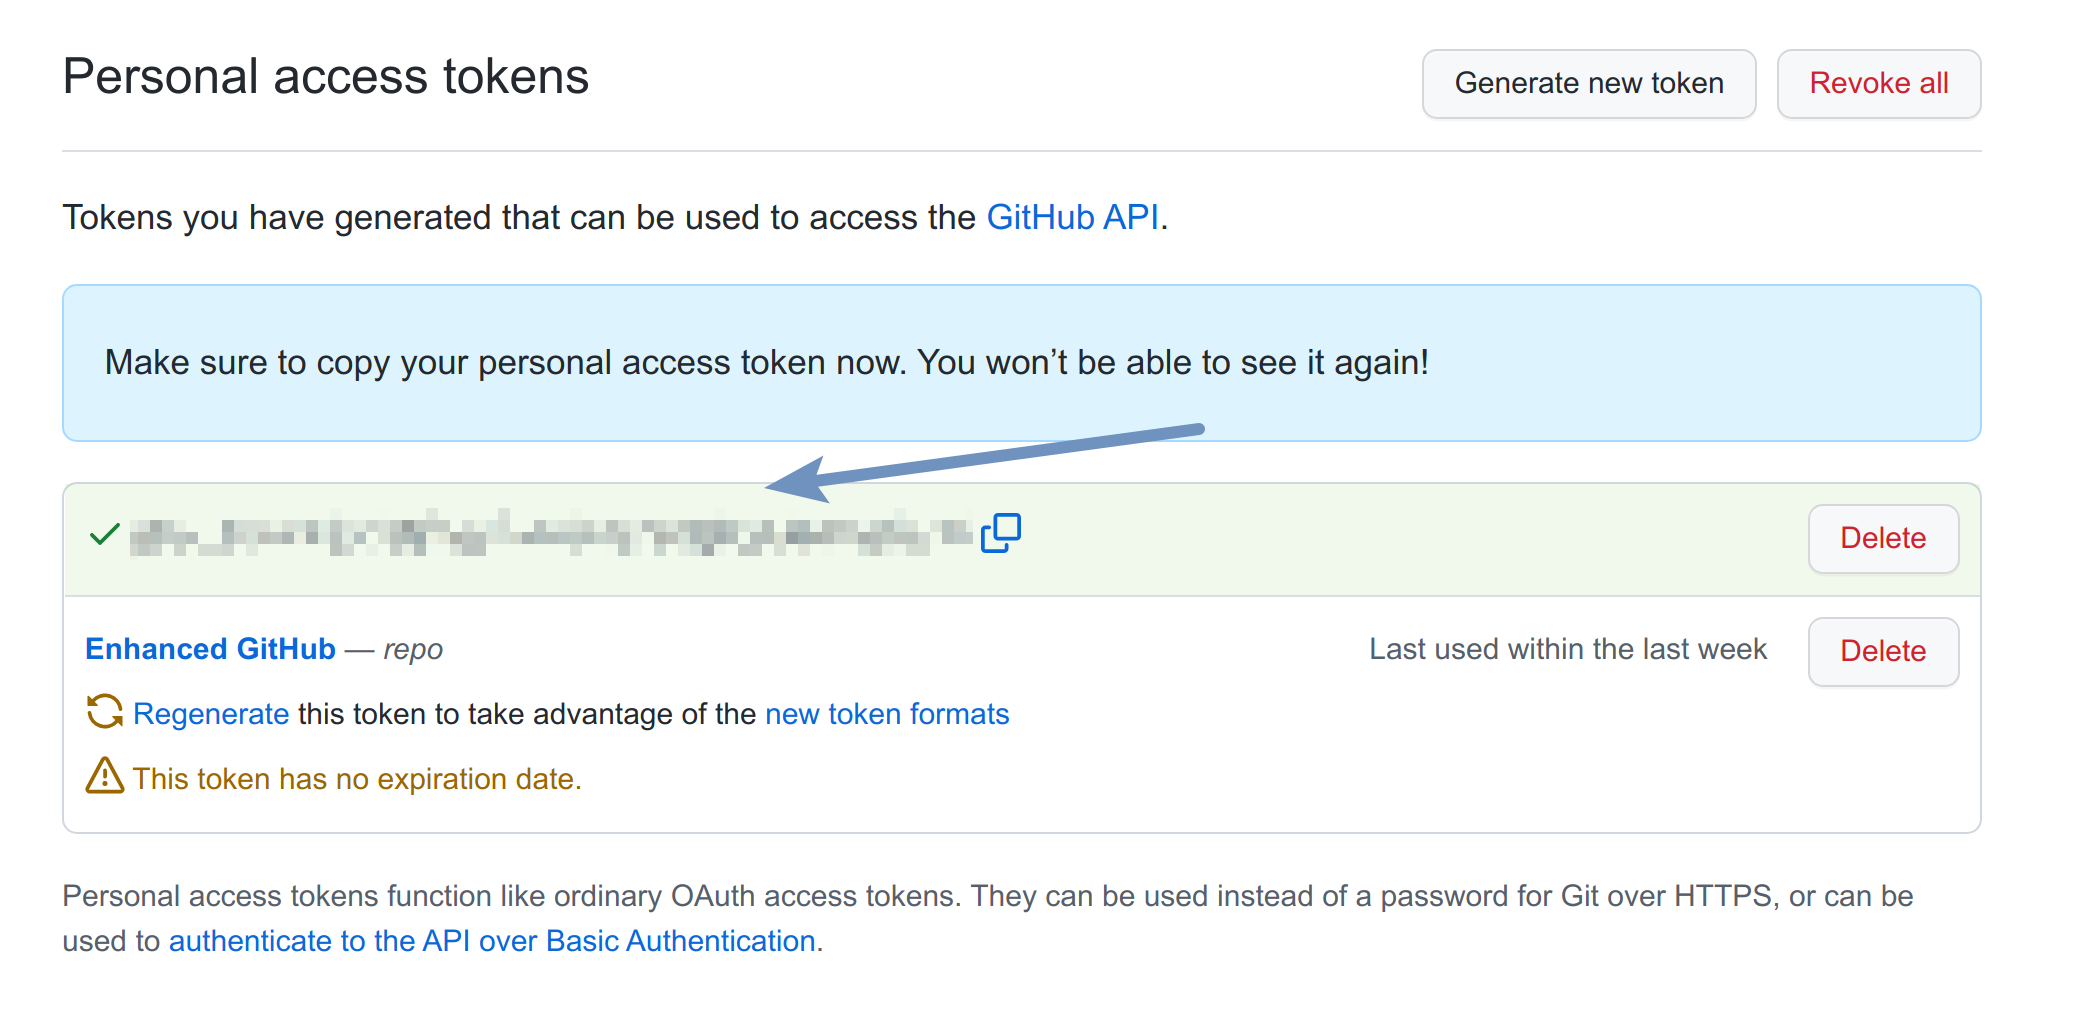 Personal access tokens
Generate new token
Revoke all
Tokens you have generated that can be used to access the GitHub API.
Make sure to copy your personal access token now. You won’t be able to see it again!
Delete
Enhanced GitHub — repo
Last used within the last week
Delete
Regenerate this token to take advantage of the new token formats
This token has no expiration date.
Personal access tokens function like ordinary OAuth access tokens. They can be used instead of a password for Git over HTTPS, or can be
used to authenticate to the API over Basic Authentication.